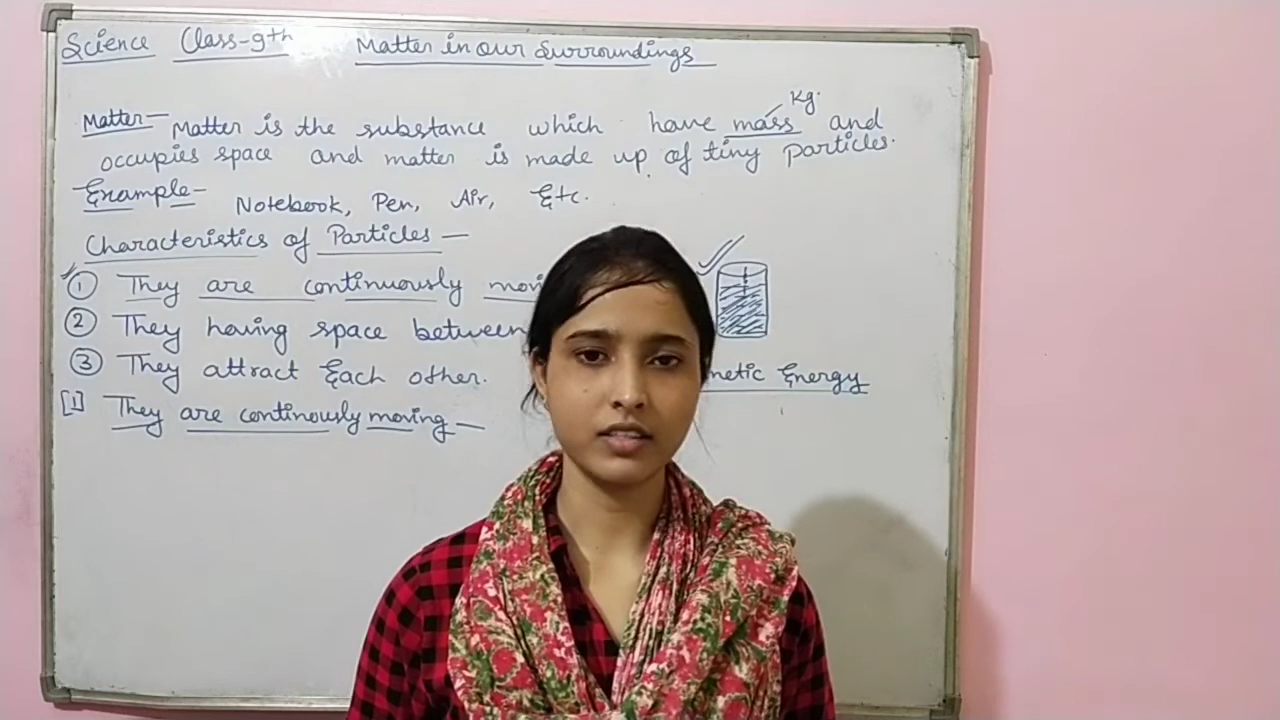 Science Class-9th Matter in our Surroundings
Kg.
Matter- Matter is the substance which have mass and
occupies space and matter is made up of tiny particles.
Example- Notebook, Pen, Air, Etc.
Characteristics of Particles -
① They are continuously
② They having space between
③ They attract Each other. Energy
[1] They are continously moving -